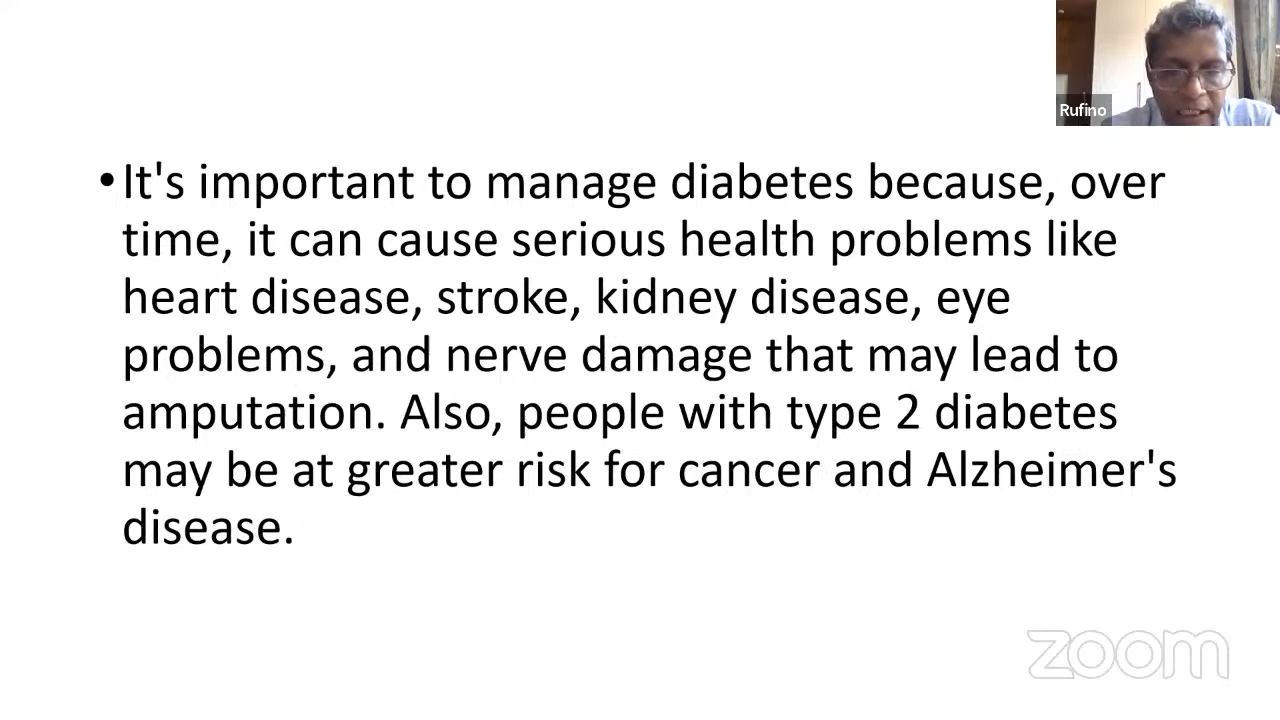 Rufino
•It's important to manage diabetes because, over
time, it can cause serious health problems like
heart disease, stroke, kidney disease, eye
problems, and nerve damage that may lead to
amputation. Also, people with type 2 diabetes
may be at greater risk for cancer and Alzheimer's
disease.
zoom